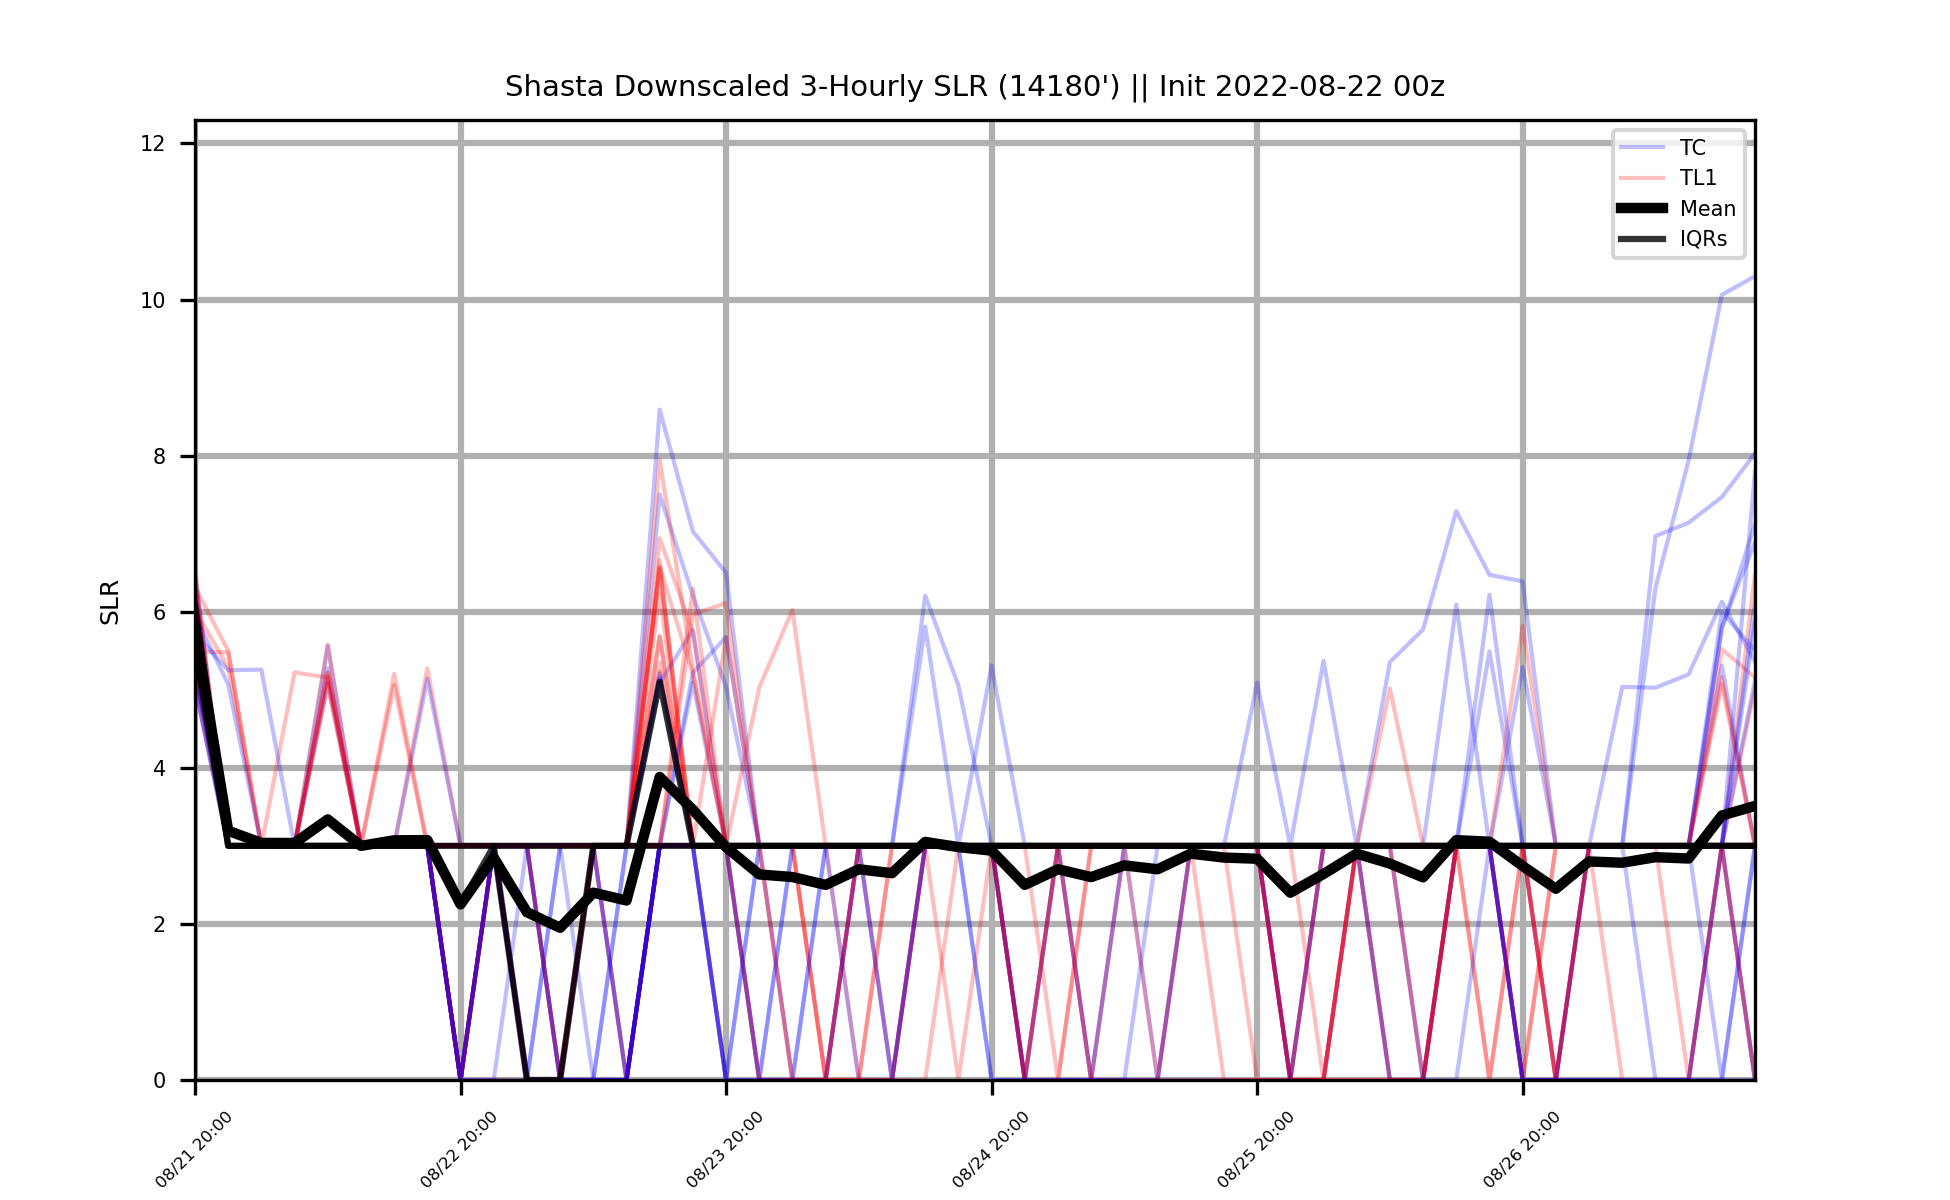 Shasta Downscaled 3-Hourly SLR (14180') || Init 2022-08-22 00z
12
10
8
6
4
2
0
SLR
TC
TL1
Mean
IQRs
08/21 20:00
08/22 20:00
08/23 20:00
08/24 20:00
08/25 20:00
08/26 20:00